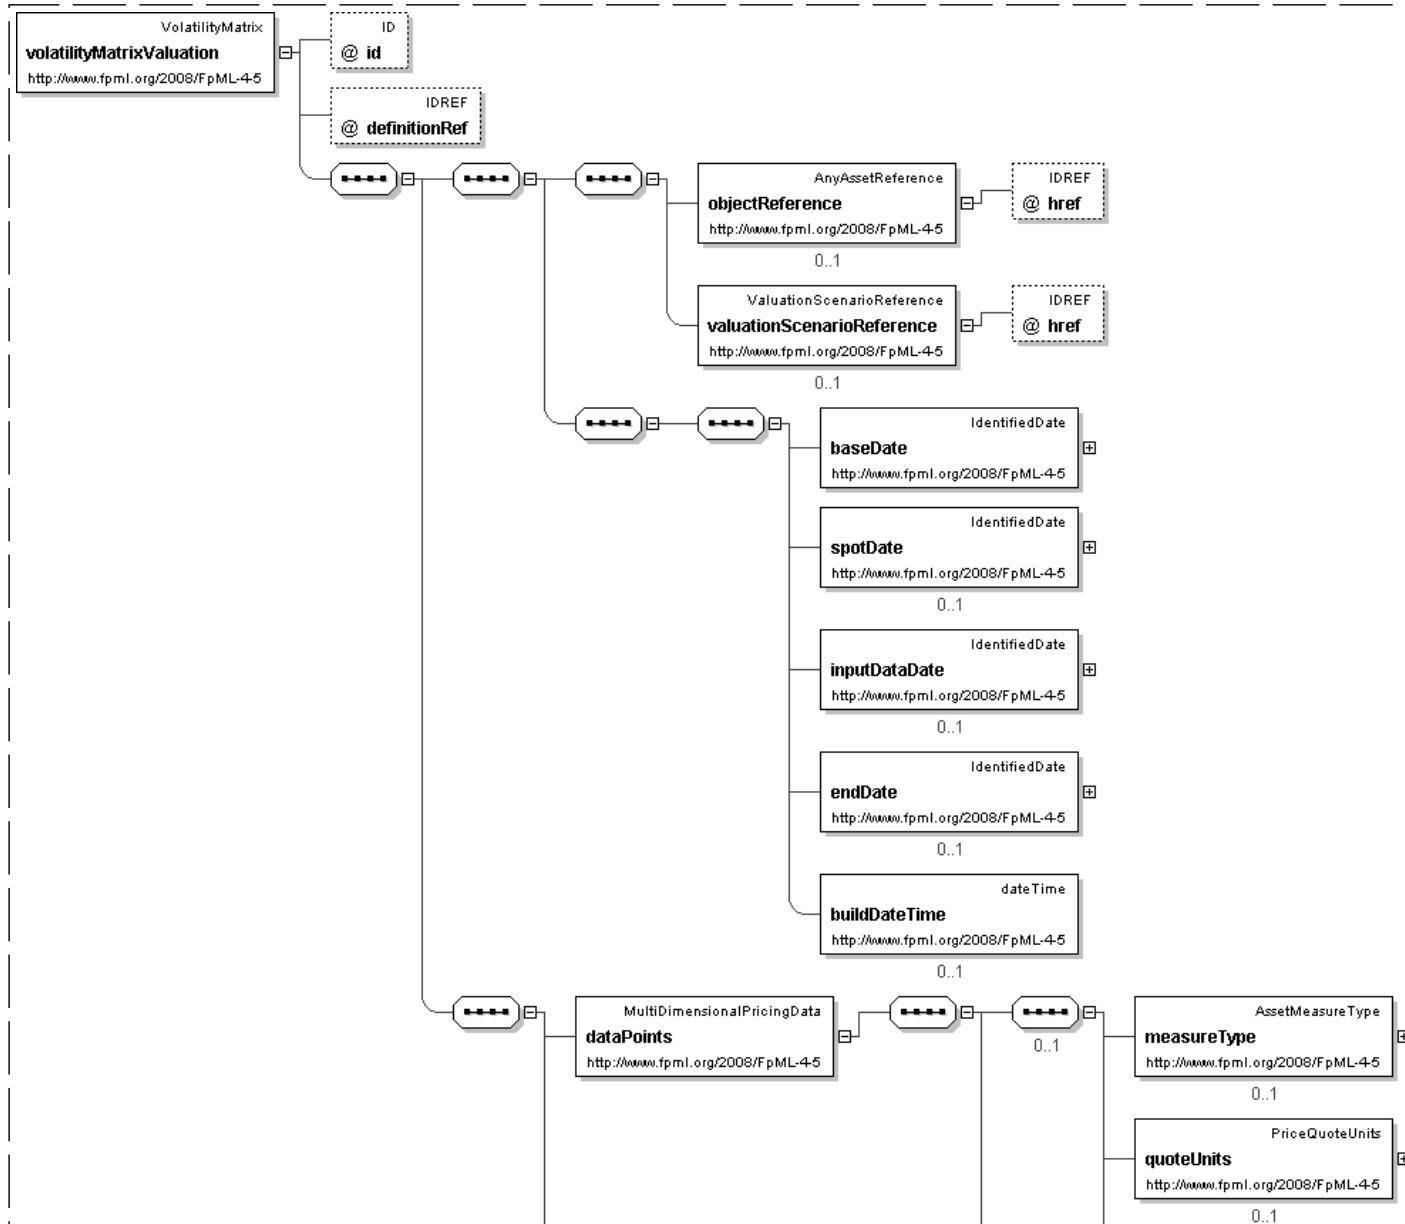 VolatilityMatrix
volatilityMatrixValuation
http://www.fpml.org/2008/FpML-4-5
ID
@ id
IDREF
@ definitionRef
AnyAssetReference
objectReference
http://www.fpml.org/2008/FpML-4-5
0..1
IDREF
@ href
ValuationScenarioReference
valuationScenarioReference
http://www.fpml.org/2008/FpML-4-5
0..1
IDREF
@ href
IdentifiedDate
baseDate
http://www.fpml.org/2008/FpML-4-5
IdentifiedDate
spotDate
http://www.fpml.org/2008/FpML-4-5
0..1
IdentifiedDate
inputDataDate
http://www.fpml.org/2008/FpML-4-5
0..1
IdentifiedDate
endDate
http://www.fpml.org/2008/FpML-4-5
0..1
dateTime
buildDateTime
http://www.fpml.org/2008/FpML-4-5
0..1
MultiDimensionalPricingData
dataPoints
http://www.fpml.org/2008/FpML-4-5
0..1
AssetMeasureType
measureType
http://www.fpml.org/2008/FpML-4-5
0..1
PriceQuoteUnits
quoteUnits
http://www.fpml.org/2008/FpML-4-5
0..1